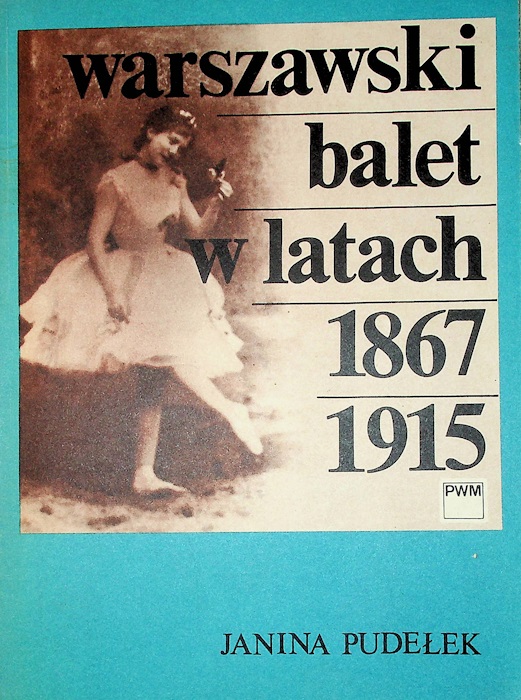 warszawski
balet
w latach
1867
1915
PWM
JANINA PUDEŁEK